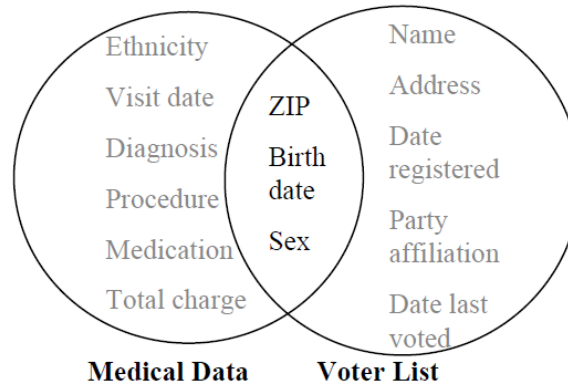 Ethnicity
Visit date
Diagnosis
Procedure
Medication
Total charge
ZIP
Birth
date
Sex
Name
Address
Date
registered
Party
affiliation
Date last
voted
Medical Data
Voter List